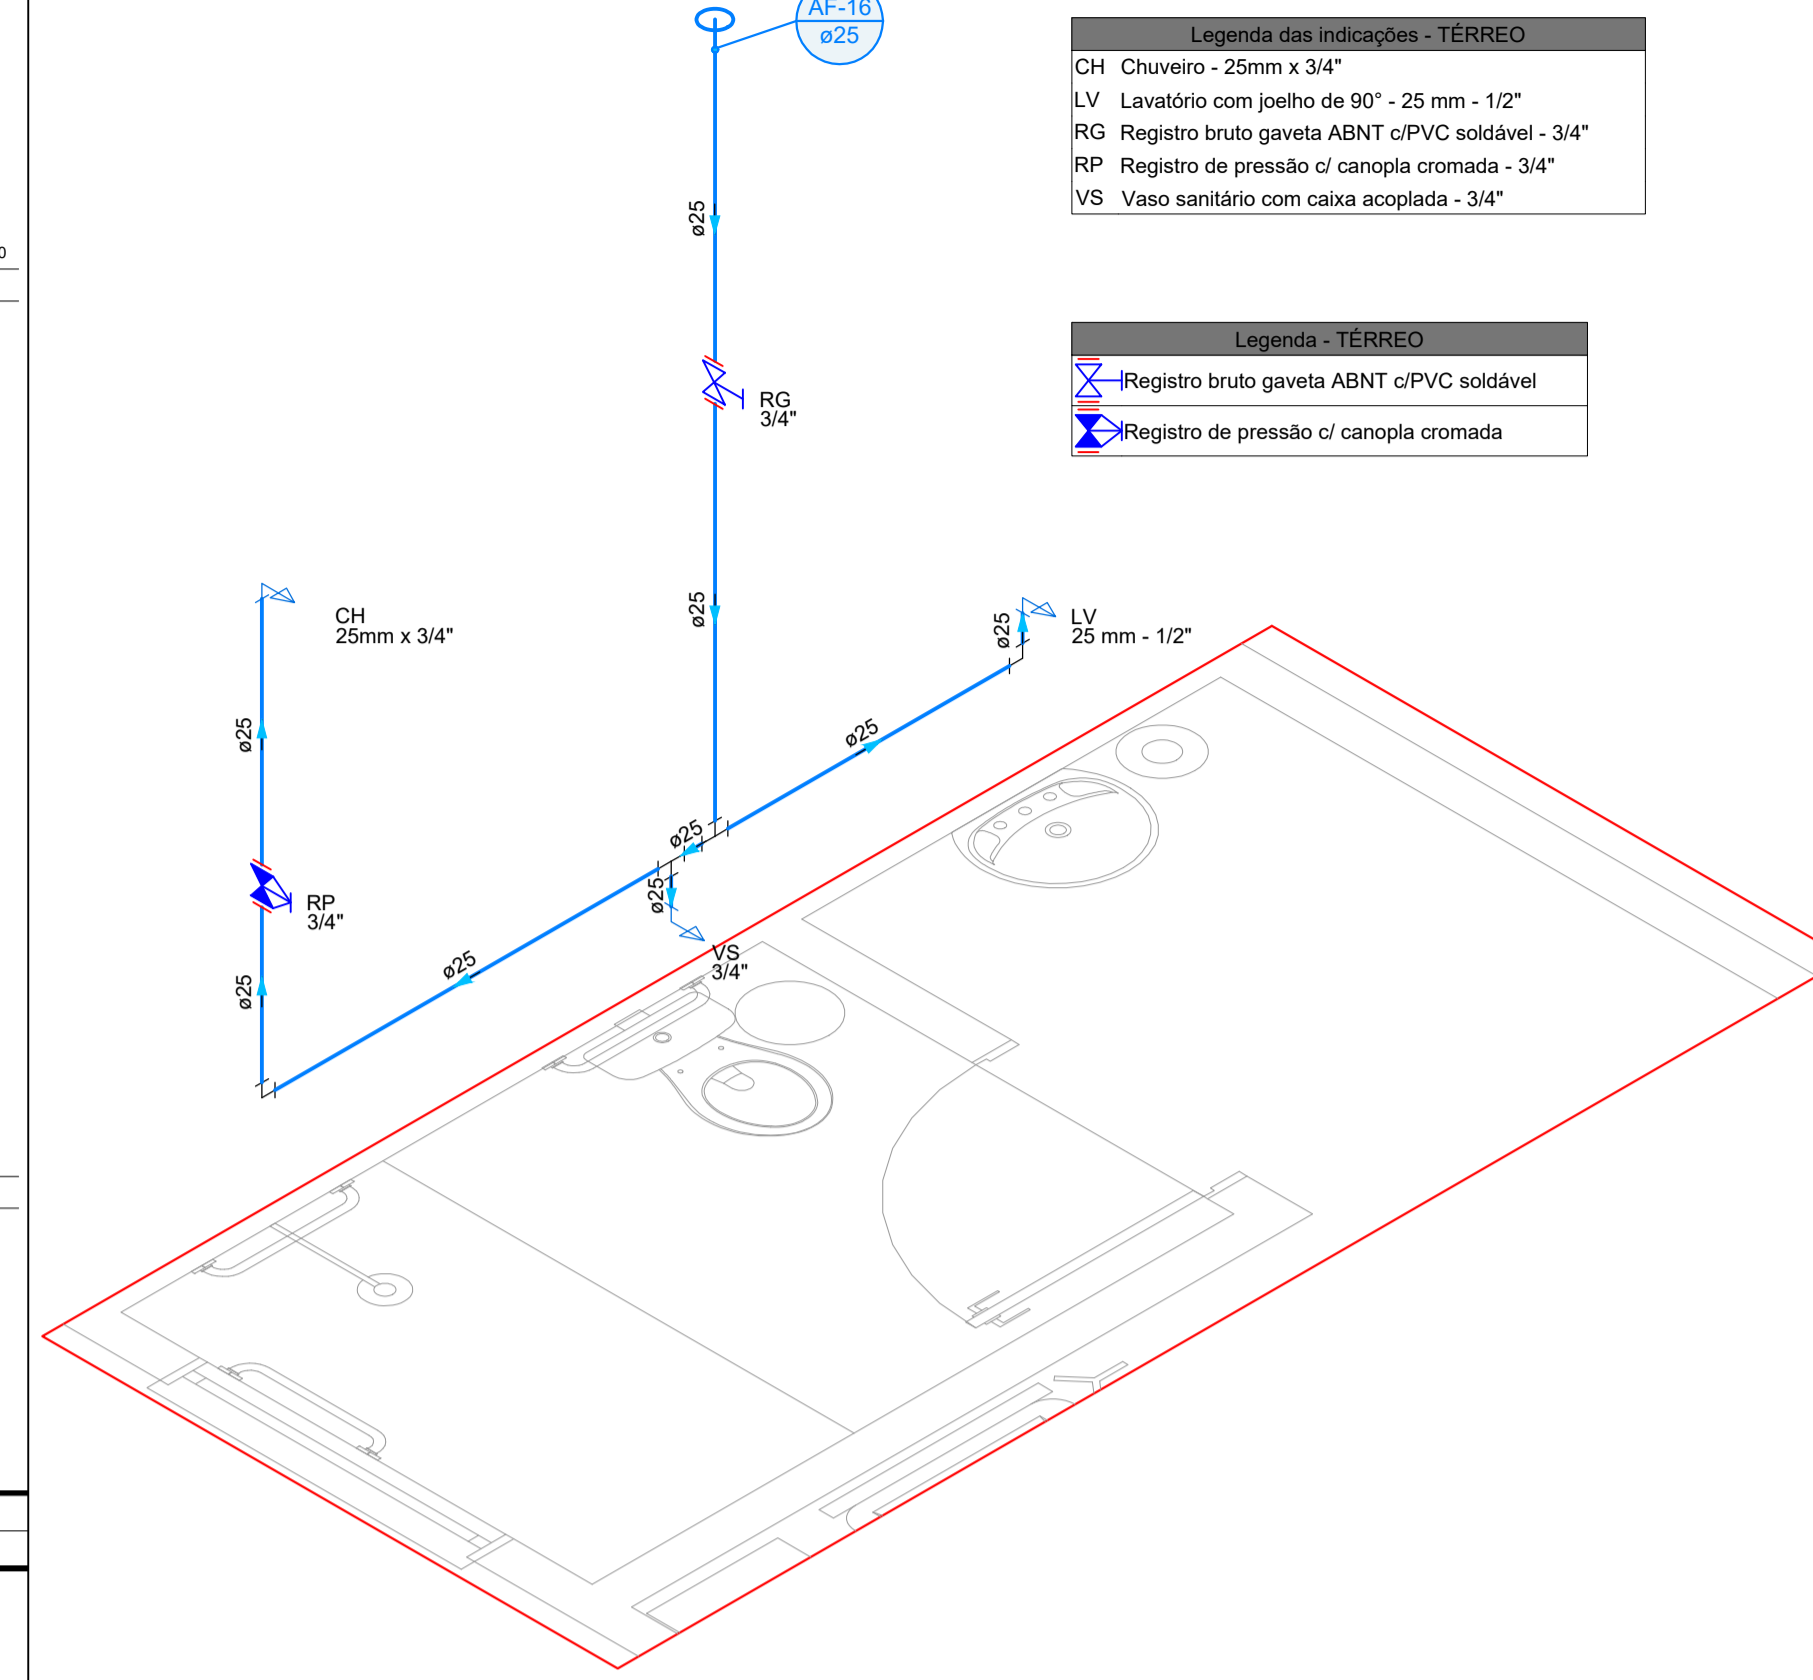 AF-16
ø25
Legenda das indicações - TÉRREO
CH Chuveiro - 25mm x 3/4"
LV Lavatório com joelho de 90° - 25 mm - 1/2"
RG Registro bruto gaveta ABNT c/PVC soldável - 3/4"
RP Registro de pressão c/ canopla cromada - 3/4"
VS Vaso sanitário com caixa acoplada - 3/4"
ø25
0
Legenda - TÉRREO
Registro bruto gaveta ABNT c/PVC soldável
Registro de pressão c/ canopla cromada
RG
3/4"
ø25
CH
25mm x 3/4"
ø25
LV
25 mm - 1/2"
ø25
ø25
ø25
ø25
RP
3/4"
VS
3/4"
ø25
ø25